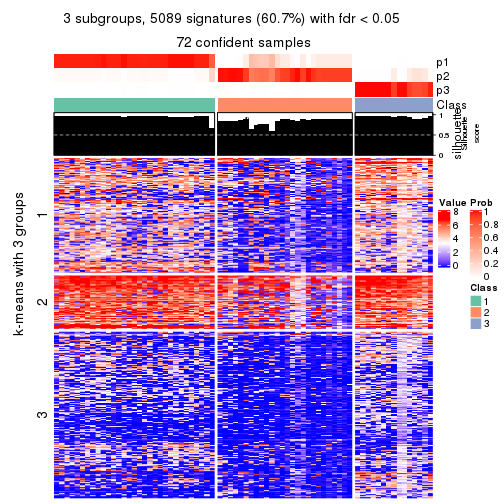 3 subgroups, 5089 signatures (60.7%) with fdr < 0.05
72 confident samples
p1
p2
p3
Class
silhouette
Silhouette
score
1
0.5
0
k-means with 3 groups
1
2
3
Value
8
6
4
2
0
Prob
1
0.8
0.6
0.4
0.2
0
Class
1
2
3